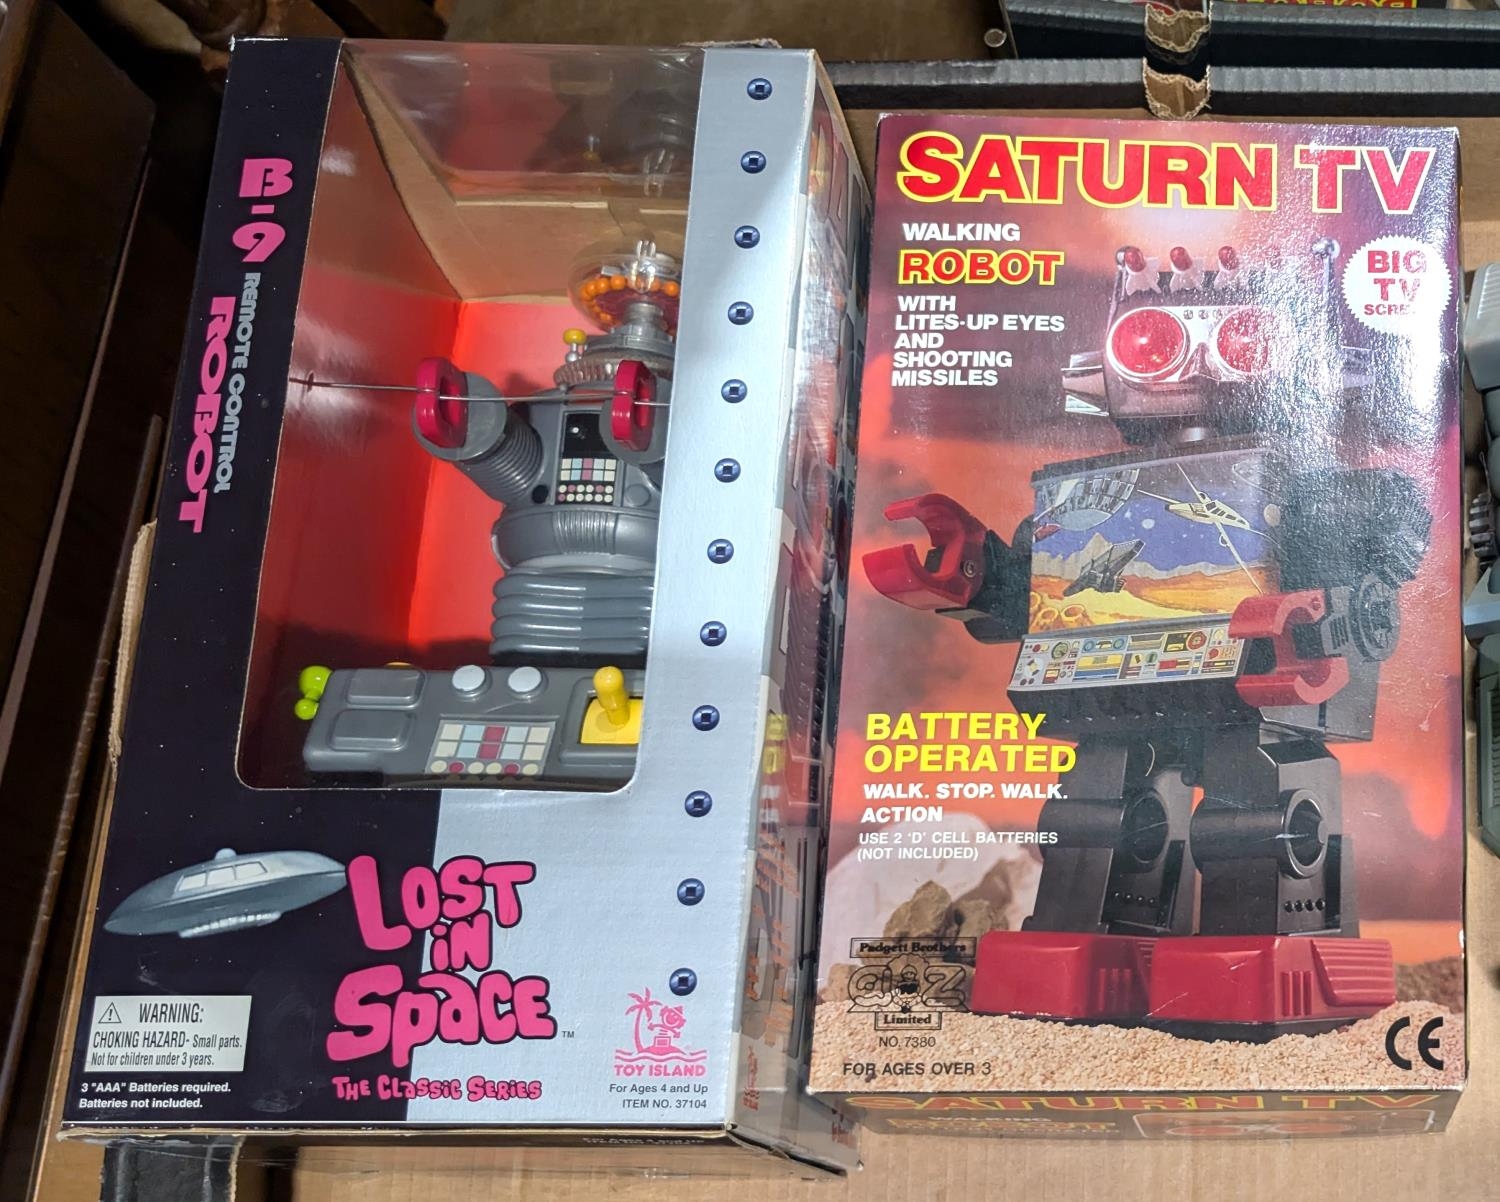 B-9
REMOTE CONTROL
ROBOT
LOST
IN
SPACE
™
THE CLASSIC SERIES
WARNING:
CHOKING HAZARD- Small parts.
Not for children under 3 years.
3 "AAA" Batteries required.
Batteries not included.
TOY ISLAND
For Ages 4 and Up
ITEM NO. 37104
SATURN TV
WALKING
ROBOT
WITH
LITES-UP EYES
AND
SHOOTING
MISSILES
BIG
TV
BATTERY
OPERATED
WALK. STOP. WALK.
ACTION
USE 2 'D' CELL BATTERIES
(NOT INCLUDED)
Padgett Brothers
Limited
NO. 7380
FOR AGES OVER 3
CE
SATURN TV